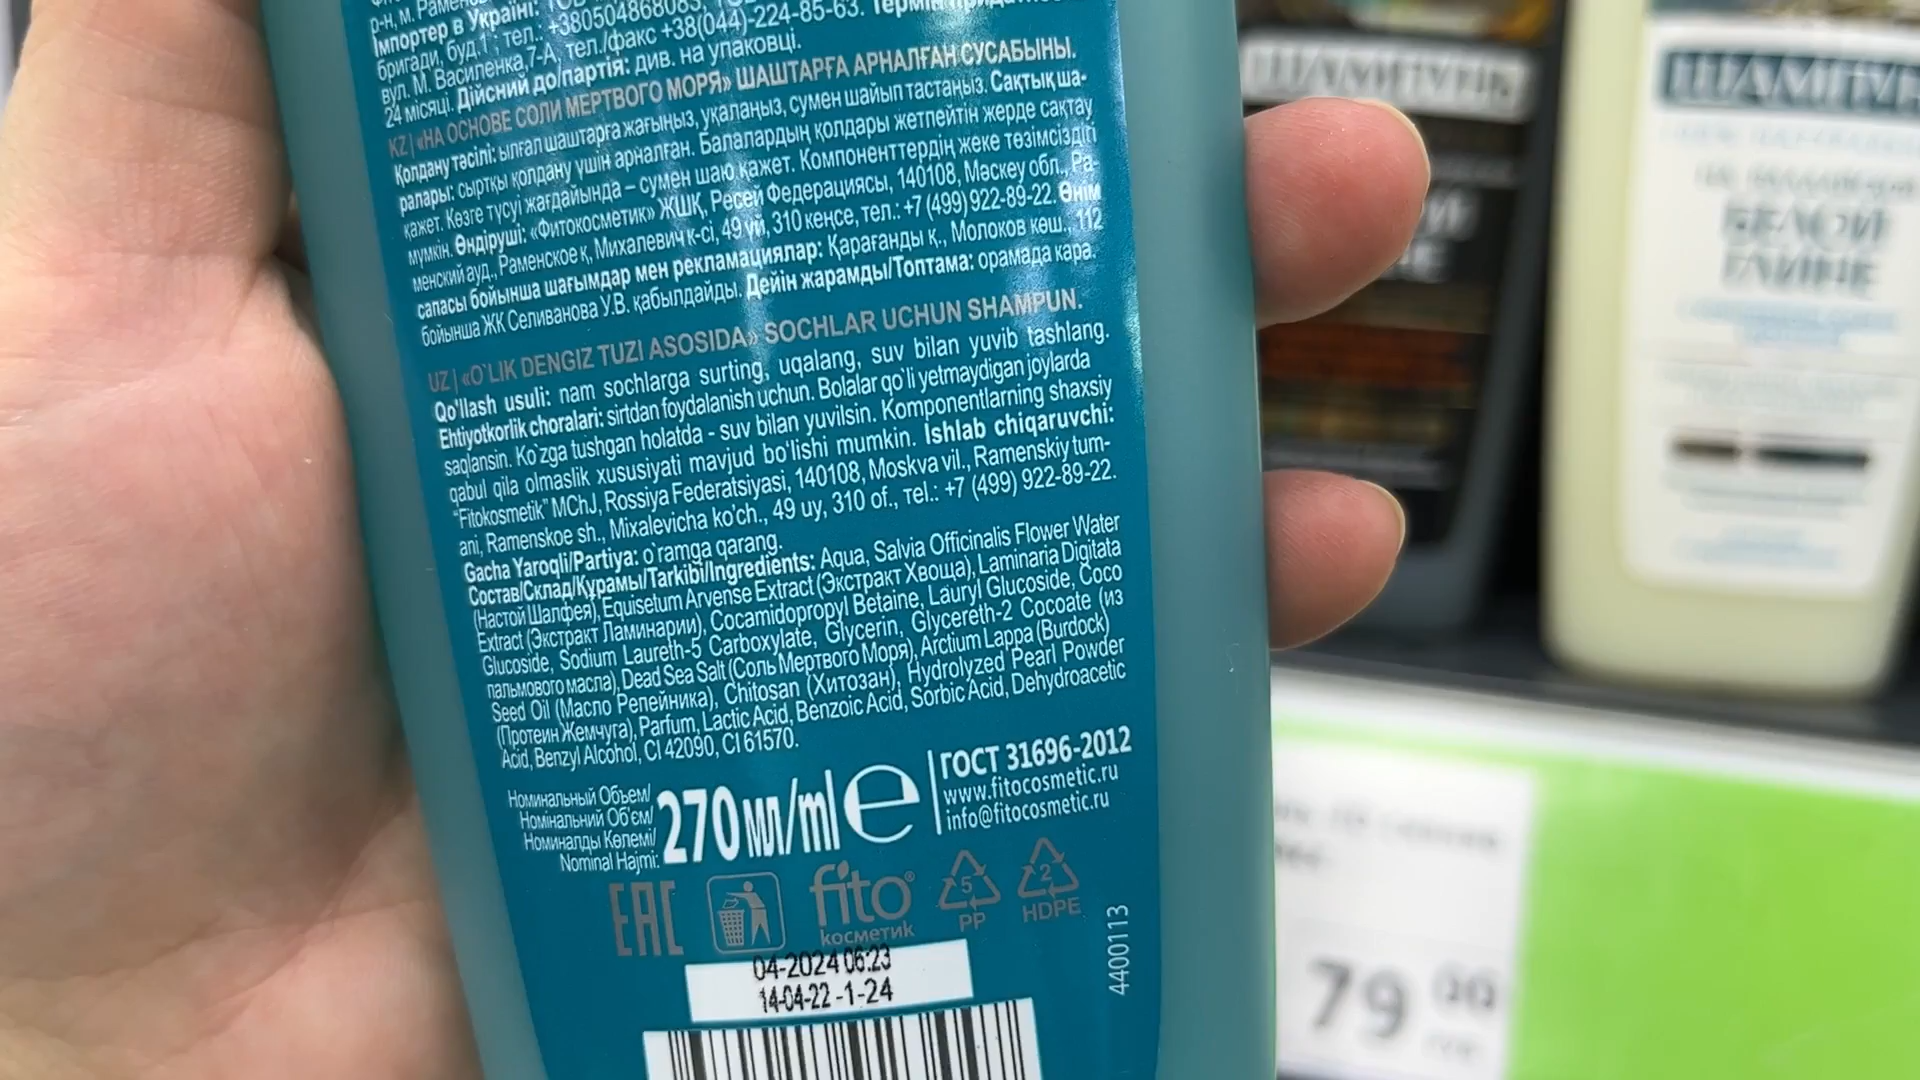 Імпортер в Україні:
бригади, буд.1; тел.: +380504868083,
вул. М. Василенка,7-А, тел./факс +38(044)-224-85-63. Термін
24 місяці. Дійсний до/партія: див. на упаковці.
KZ | «НА ОСНОВЕ СОЛИ МЕРТВОГО МОРЯ» ШАШТАРҒА АРНАЛҒАН СУСАБЫНЫ.
Қолдану тәсілі: ылғал шаштарға жағыңыз, уқалаңыз, сумен шайып тастаңыз. Сақтық ша-
ралары: сыртқы қолдану үшін арналған. Балалардың қолдары жетпейтін жерде сақтау
қажет. Көзге түсуі жағдайында – сумен шаю қажет. Компоненттердің жеке төзімсіздігі
мүмкін. Өндіруші: «Фитокосметик» ЖШҚ, Ресей Федерациясы, 140108, Мәскеу обл., Ра-
менский ауд., Раменское қ, Михалевич к-сі, 49 үй, 310 кеңсе, тел.: +7 (499) 922-89-22. Өнім
сапасы бойынша шағымдар мен рекламациялар: Қарағанды қ., Молоков көш., 112
бойынша ЖК Селиванова У.В. қабылдайды. Дейін жарамды/Топтама: орамада қара.
UZ | «O`LIK DENGIZ TUZI ASOSIDA» SOCHLAR UCHUN SHAMPUN.
Qo'llash usuli: nam sochlarga surting, uqalang, suv bilan yuvib tashlang.
Ehtiyotkorlik choralari: sirtdan foydalanish uchun. Bolalar qo`li yetmaydigan joylarda
saqlansin. Ko`zga tushgan holatda - suv bilan yuvilsin. Komponentlarning shaxsiy
qabul qila olmaslik xususiyati mavjud bo'lishi mumkin. Ishlab chiqaruvchi:
"Fitokosmetik" MChJ, Rossiya Federatsiyasi, 140108, Moskva vil., Ramenskiy tum-
ani, Ramenskoe sh., Mixalevicha ko'ch., 49 uy, 310 of., тел.: +7 (499) 922-89-22.
Gacha Yaroqli/Partiya: o`ramga qarang.
Состав/Склад/Құрамы/Tarkibi/Ingredients: Aqua, Salvia Officinalis Flower Water
(Настой Шалфея), Equisetum Arvense Extract (Экстракт Хвоща), Laminaria Digitata
Extract (Экстракт Ламинарии), Cocamidopropyl Betaine, Lauryl Glucoside, Coco
Glucoside, Sodium Laureth-5 Carboxylate, Glycerin, Glycereth-2 Cocoate (из
пальмового масла), Dead Sea Salt (Соль Мертвого Моря), Arctium Lappa (Burdock)
Seed Oil (Масло Репейника), Chitosan (Хитозан), Hydrolyzed Pearl Powder
(Протеин Жемчуга), Parfum, Lactic Acid, Benzoic Acid, Sorbic Acid, Dehydroacetic
Acid, Benzyl Alcohol, CI 42090, CI 61570.
Номинальный Объем/
Номінальний Об'єм/
Номиналды Көлемі/
Nominal Hajmi:
270 мл/ml e
ГОСТ 31696-2012
www.fitocosmetic.ru
info@fitocosmetic.ru
EAC
fito®
косметик
5
PP
2
HDPE
4400113
04-2024 06:23
14-04-22 -1-24
ШАМПУНЬ
ШАМПУНЬ
БЕЛОЙ
ГЛИНЕ
79 00